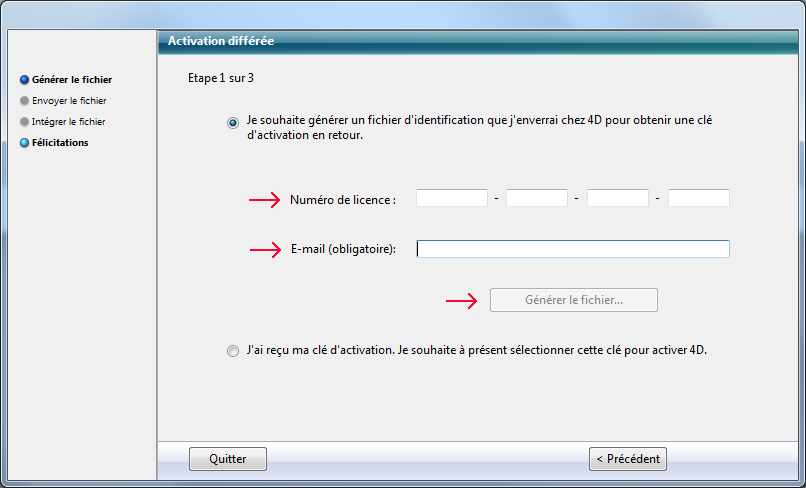 Activation différée
Générer le fichier
Envoyer le fichier
Intégrer le fichier
Félicitations
Etape 1 sur 3
Je souhaite générer un fichier d'identification que j'enverrai chez 4D pour obtenir une clé
d'activation en retour.
Numéro de licence :
- - -
E-mail (obligatoire):
Générer le fichier...
J'ai reçu ma clé d'activation. Je souhaite à présent sélectionner cette clé pour activer 4D.
Quitter
< Précédent